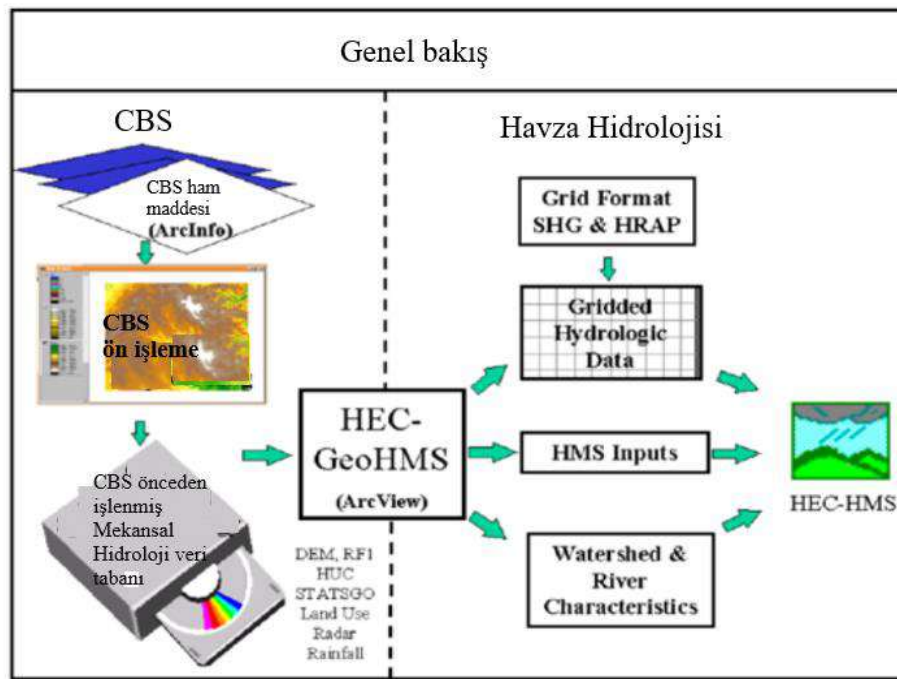 Genel bakış
CBS
CBS ham
maddesi
(ArcInfo)
CBS
ön işleme
CBS önceden
işlenmiş
Mekansal
Hidroloji veri
tabanı
DEM, RF1
HUC
STATSGO
Land Use
Radar
Rainfall
HEC-
GeoHMS
(ArcView)
Havza Hidrolojisi
Grid Format
SHG & HRAP
Gridded
Hydrologic
Data
HMS Inputs
Watershed &
River
Characteristics
HEC-HMS